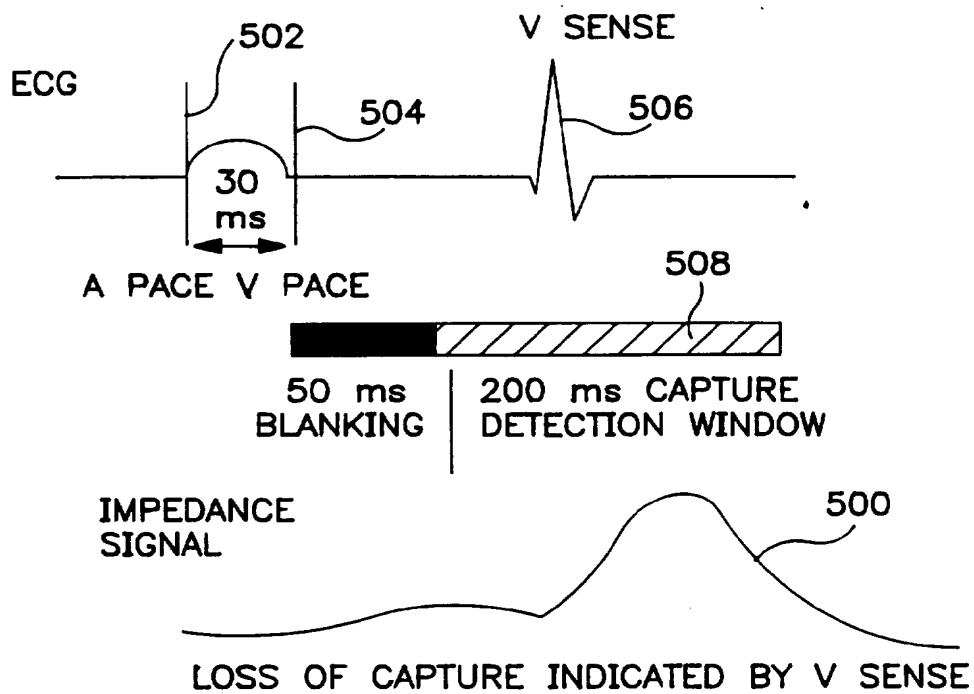 V SENSE
502
ECG
504
506
30
ms
A PACE V PACE
508
50 ms
BLANKING
200 ms CAPTURE
DETECTION WINDOW
IMPEDANCE
SIGNAL
500
LOSS OF CAPTURE INDICATED BY V SENSE